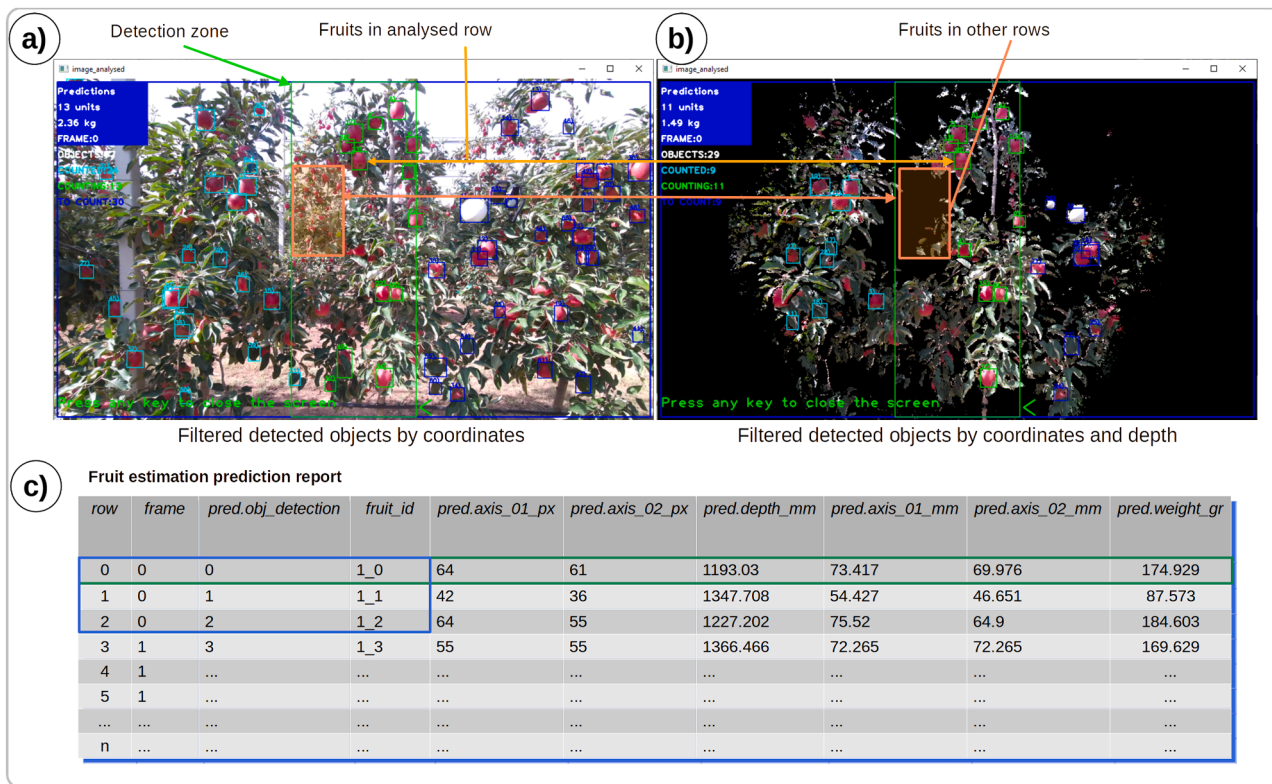 a)
Detection zone
Fruits in analysed row
b)
Fruits in other rows
image_analysed
Predictions
13 units
2.36 kg
FRAME:0
TO COUNT:30
Press any key to close the screen
<
image_analysed
Predictions
11 units
1.49 kg
FRAME:0
OBJECTS:29
COUNTED:9
COUNTING:11
TO COUNT:9
Press any key to close the screen
<
Filtered detected objects by coordinates
Filtered detected objects by coordinates and depth
c)
Fruit estimation prediction report
row frame pred.obj_detection fruit_id pred.axis_01_px pred.axis_02_px pred.depth_mm pred.axis_01_mm pred.axis_02_mm pred.weight_gr
0 0 0 1_0 64 61 1193.03 73.417 69.976 174.929
1 0 1 1_1 42 36 1347.708 54.427 46.651 87.573
2 0 2 1_2 64 55 1227.202 75.52 64.9 184.603
3 1 3 1_3 55 55 1366.466 72.265 72.265 169.629
4 1 ... ... ... ... ... ... ... ...
5 1 ... ... ... ... ... ... ... ...
... ... ... ... ... ... ... ... ... ...
n ... ... ... ... ... ... ... ... ...